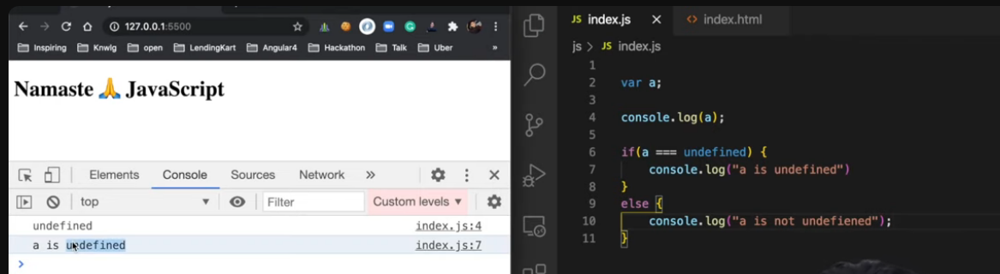 127.0.0.1:5500
Inspiring Knwlg open LendingKart Angular4 Hackathon Talk Uber »
Namaste 🙏 JavaScript
Elements Console Sources Network »
top Filter Custom levels
undefined index.js:4
a is undefined index.js:7
>
JS index.js × <> index.html
js > JS index.js
1
2 var a;
3
4 console.log(a);
5
6 if(a === undefined) {
7 console.log("a is undefined")
8 }
9 else {
10 console.log("a is not undefiened");
11 }